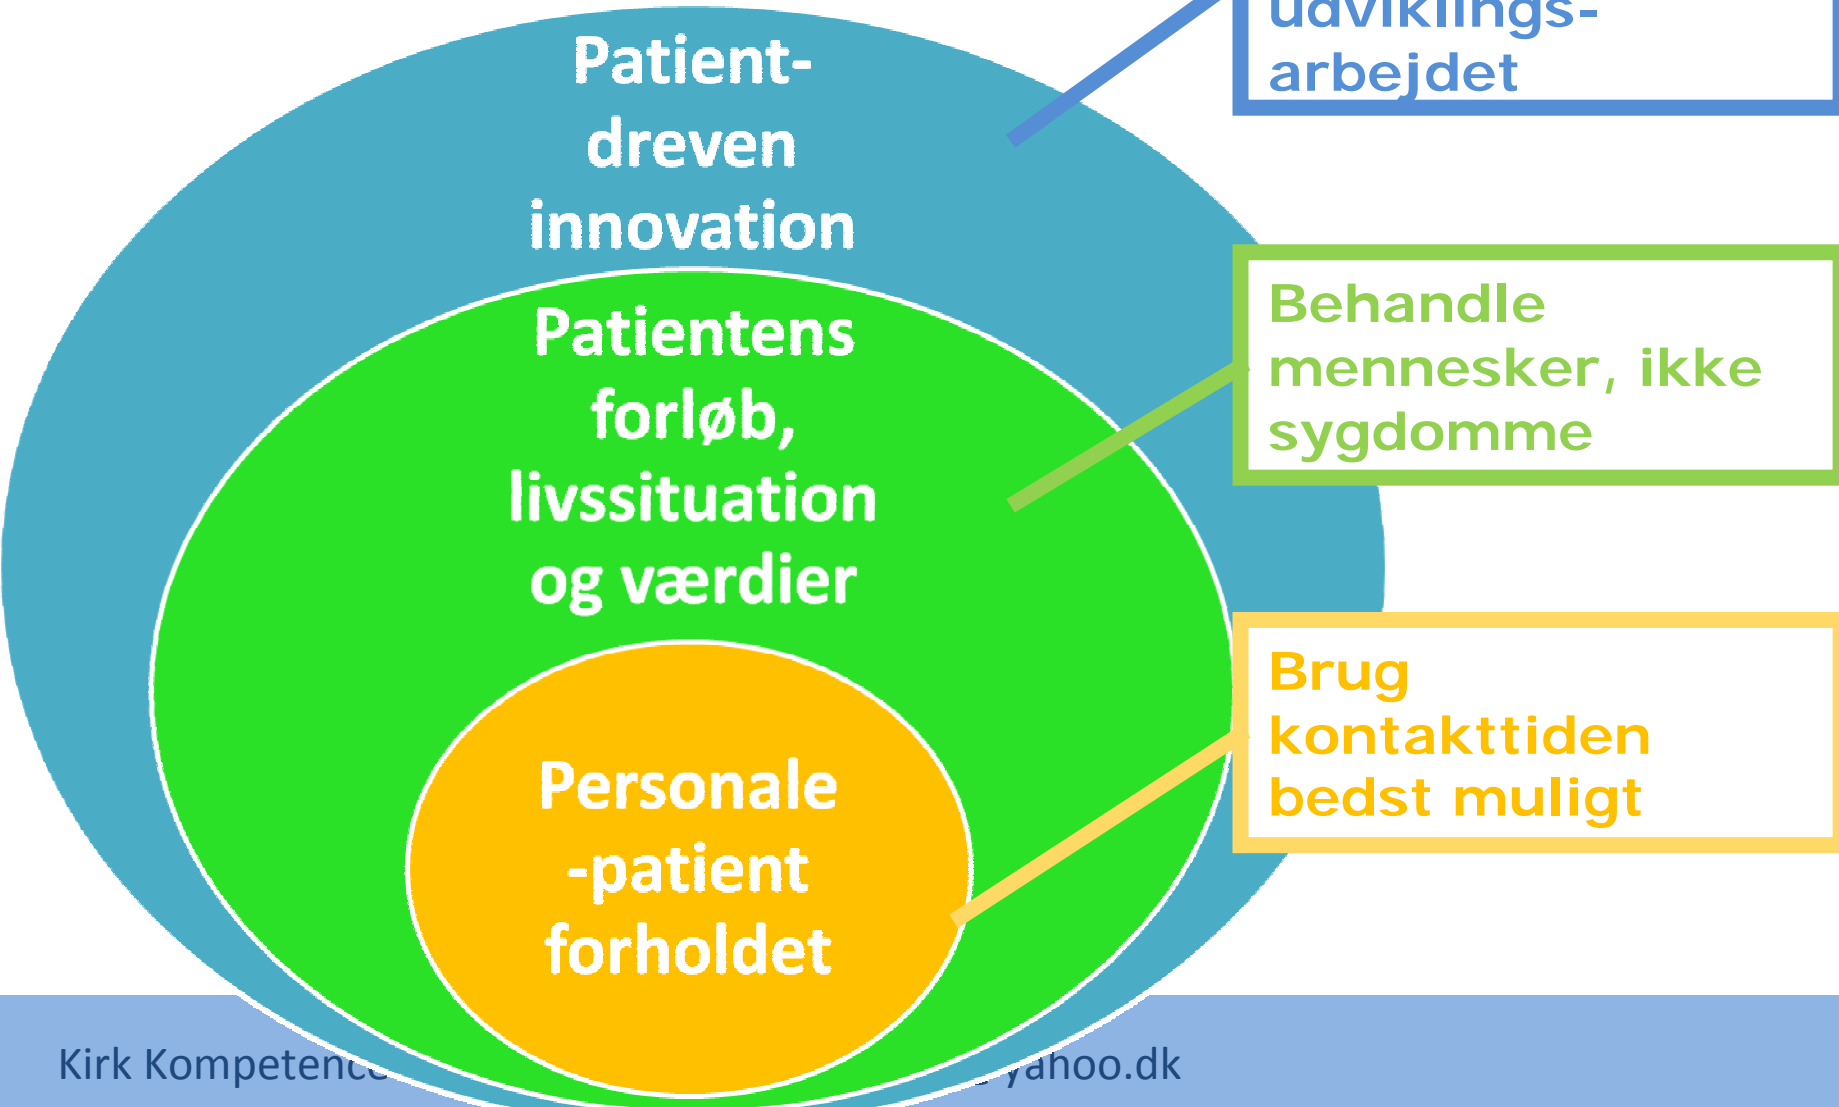 Patient-
dreven
innovation
Patientens
forløb,
livssituation
og værdier
Personale
-patient
forholdet
udviklings-
arbejdet
Behandle
mennesker, ikke
sygdomme
Brug
kontakttiden
bedst muligt
Kirk Kompetence yahoo.dk